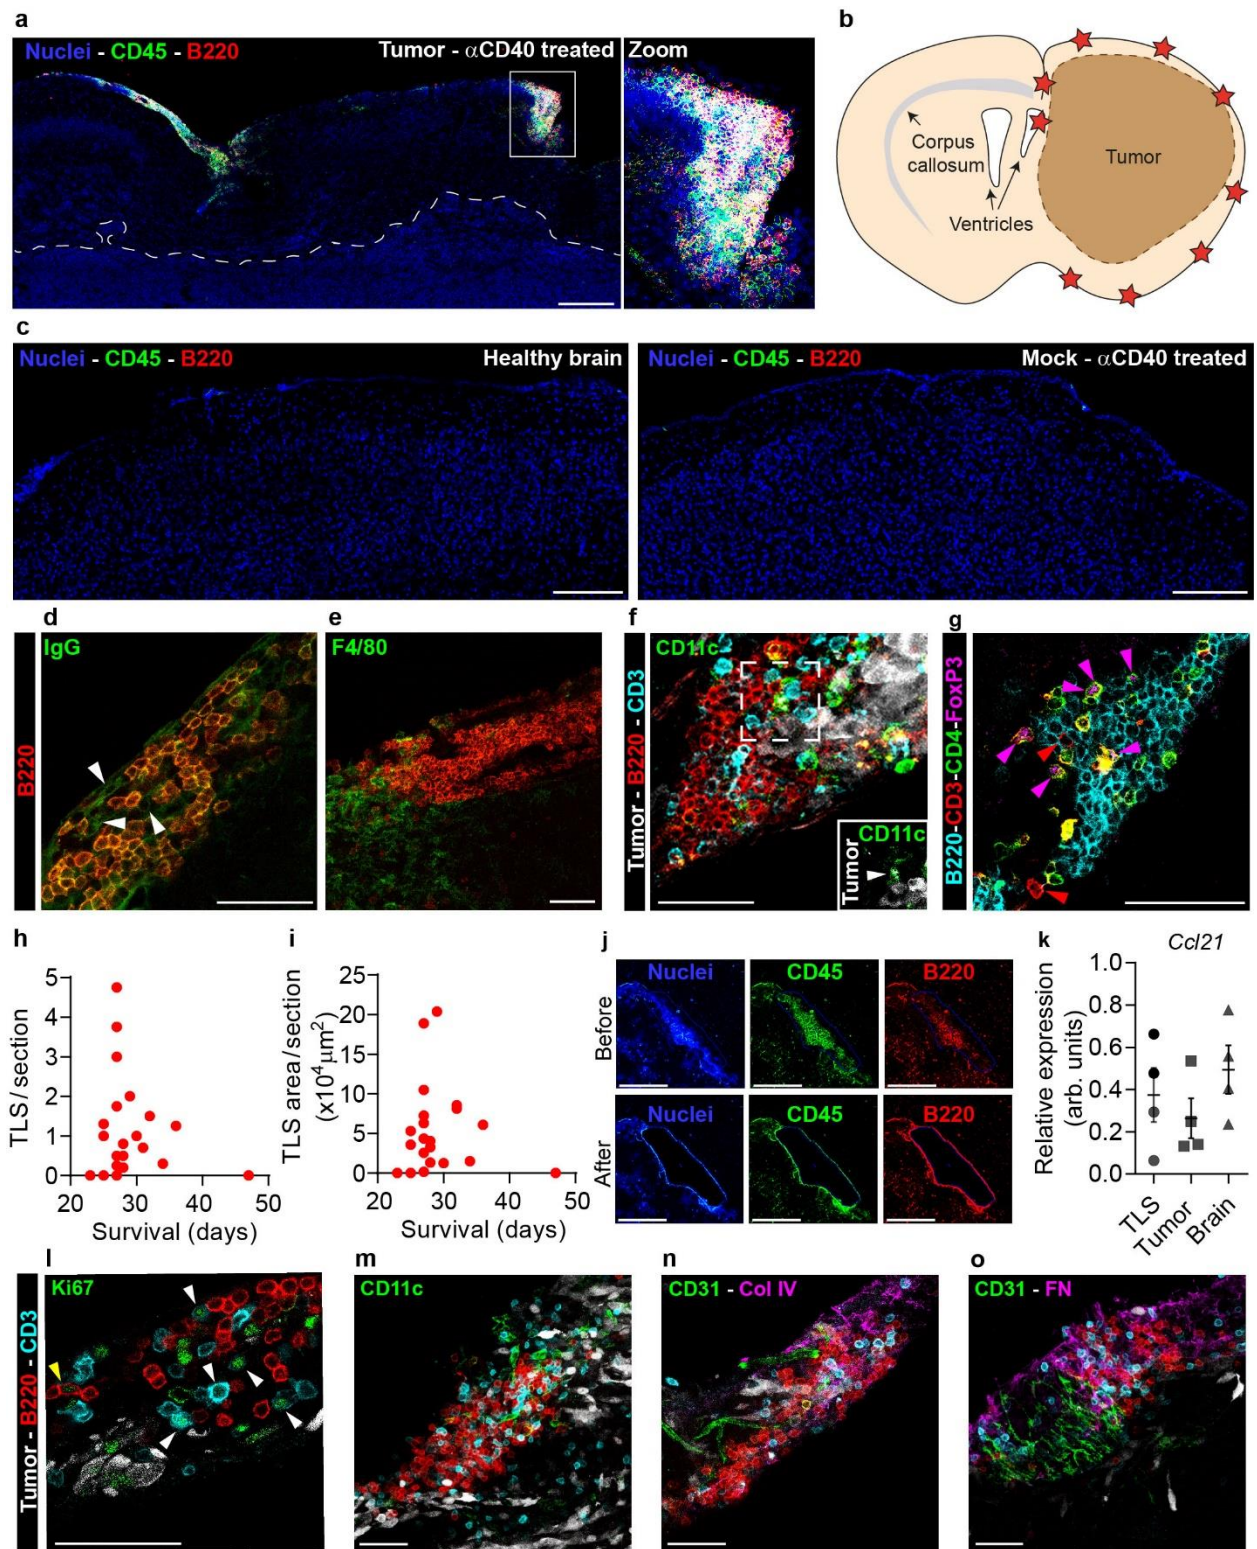 a
b
Nuclei - CD45 - B220
Tumor - αCD40 treated
Zoom
Corpus
callosum
Tumor
Ventricles
c
Nuclei - CD45 - B220
Healthy brain
Nuclei - CD45 - B220
Mock - αCD40 treated
d
e
f
g
B220
IgG
F4/80
Tumor - B220 - CD3
CD11c
CD11c
Tumor
B220-CD3-CD4-FoxP3
h
i
j
k
TLS/ section
5
4
3
2
1
0
20
30
40
50
Survival (days)
TLS area/section
(x10⁴µm²)
25
20
15
10
5
0
20
30
40
50
Survival (days)
Before
Nuclei
CD45
B220
After
Nuclei
CD45
B220
Ccl21
Relative expression
(arb. units)
1.0
0.8
0.6
0.4
0.2
0.0
TLS
Tumor
Brain
l
m
n
o
Tumor - B220 - CD3
Ki67
CD11c
CD31 - Col IV
CD31 - FN